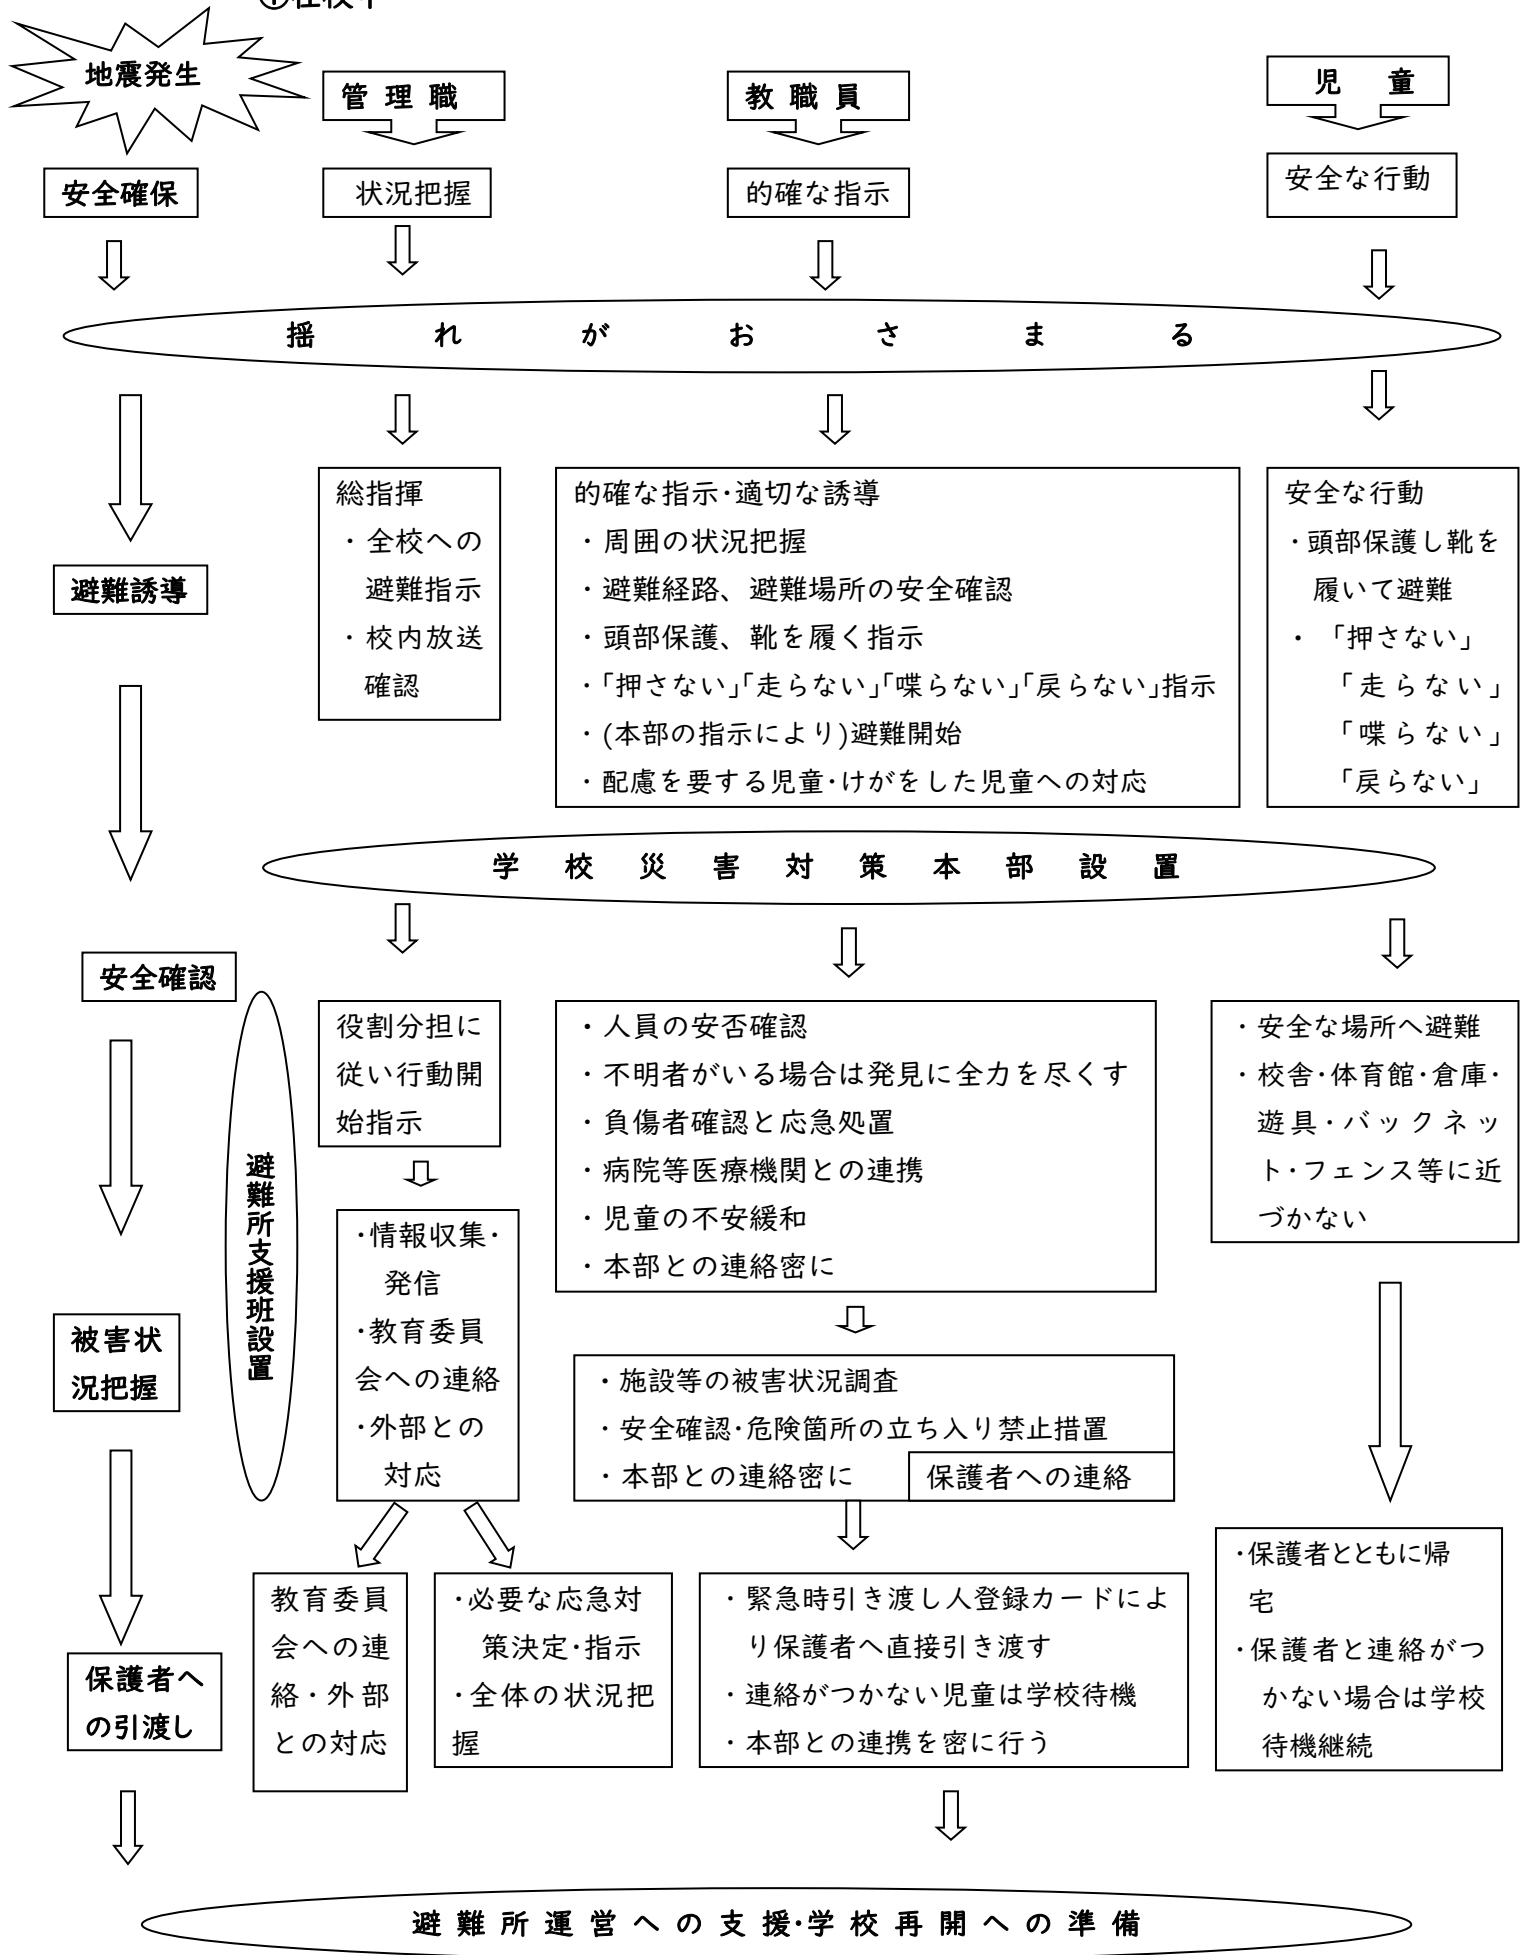 ①在校中
地震発生
管理職
教職員
児童
安全確保
状況把握
的確な指示
安全な行動
揺れがおさまる
避難誘導
総指揮
・全校への
避難指示
・校内放送
確認
的確な指示・適切な誘導
・周囲の状況把握
・避難経路、避難場所の安全確認
・頭部保護、靴を履く指示
・「押さない」「走らない」「喋らない」「戻らない」指示
・(本部の指示により)避難開始
・配慮を要する児童・けがをした児童への対応
安全な行動
・頭部保護し靴を
履いて避難
・「押さない」
「走らない」
「喋らない」
「戻らない」
学校災害対策本部設置
安全確認
避難所支援班設置
役割分担に
従い行動開
始指示
・人員の安否確認
・不明者がいる場合は発見に全力を尽くす
・負傷者確認と応急処置
・病院等医療機関との連携
・児童の不安緩和
・本部との連絡密に
・安全な場所へ避難
・校舎・体育館・倉庫・
遊具・バックネッ
ト・フェンス等に近
づかない
被害状
況把握
・情報収集・
発信
・教育委員
会への連絡
・外部との
対応
・施設等の被害状況調査
・安全確認・危険箇所の立ち入り禁止措置
・本部との連絡密に
保護者への連絡
保護者へ
の引渡し
教育委員
会への連
絡・外部
との対応
・必要な応急対
策決定・指示
・全体の状況把
握
・緊急時引き渡し人登録カードによ
り保護者へ直接引き渡す
・連絡がつかない児童は学校待機
・本部との連携を密に行う
・保護者とともに帰
宅
・保護者と連絡がつ
かない場合は学校
待機継続
避難所運営への支援・学校再開への準備